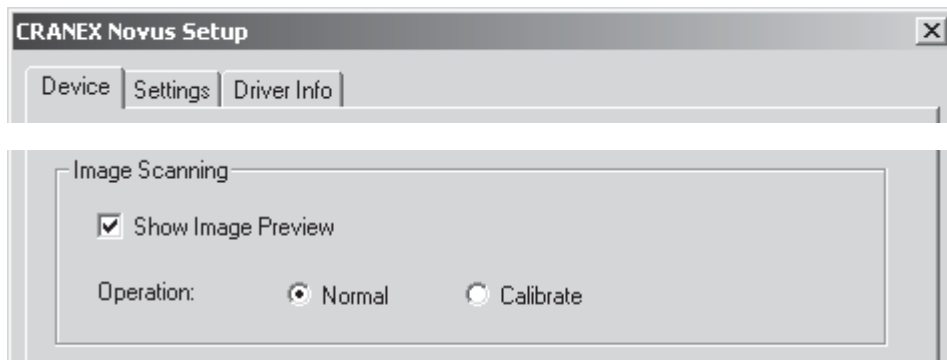 CRANEX Novus Setup
Device Settings Driver Info
Image Scanning
Show Image Preview
Operation: Normal Calibrate